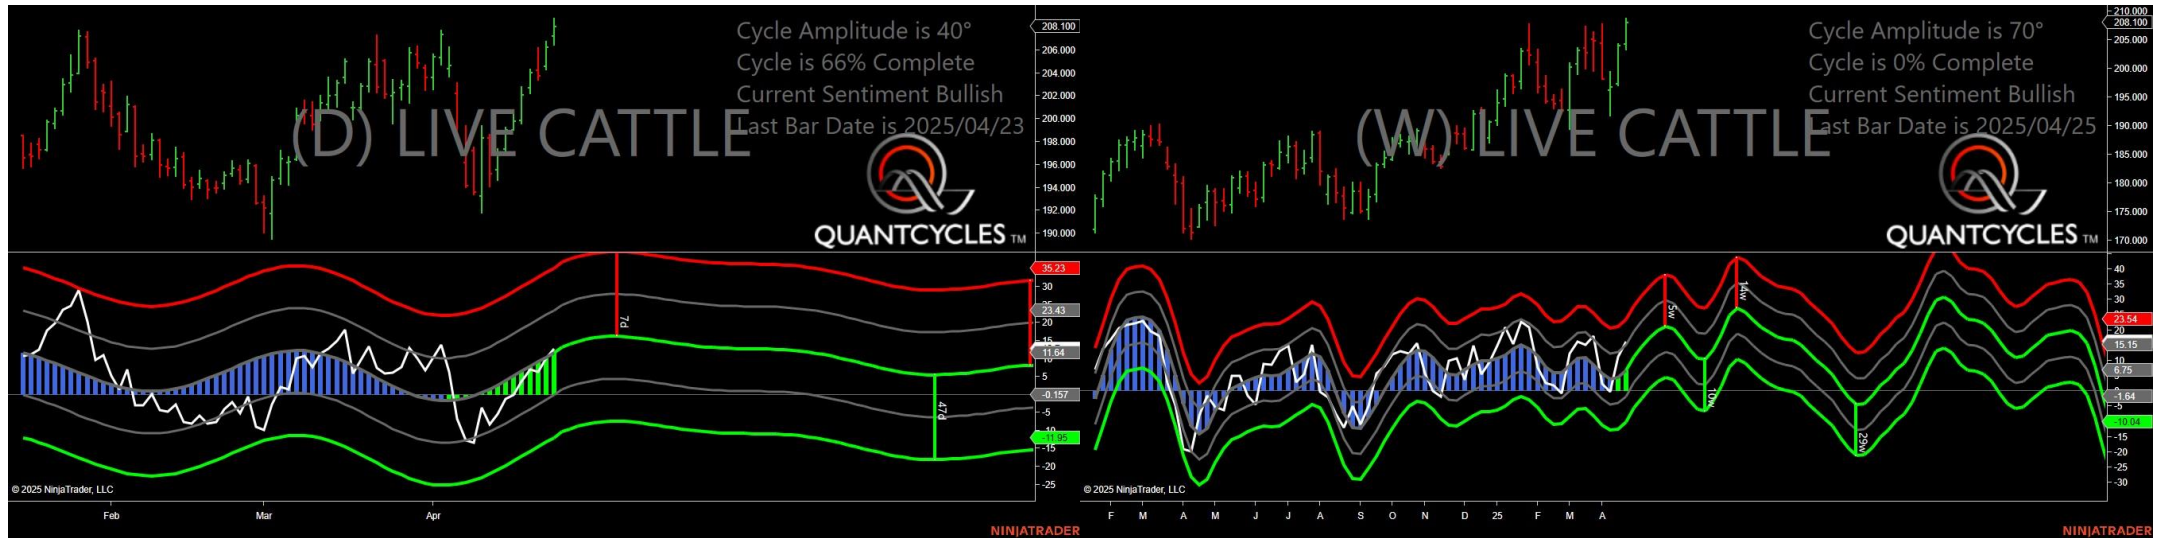 Cycle Amplitude is 40°
Cycle is 66% Complete
Current Sentiment Bullish
Last Bar Date is 2025/04/23
(D) LIVE CATTLE
QUANTCYCLES TM
208.100
206.000
204.000
202.000
200.000
198.000
196.000
194.000
192.000
190.000
35.23
30
23.43
20
11.64
5
-0.157
-5
-10
-11.95
-15
-20
-25
7d
47d
© 2025 NinjaTrader, LLC
Feb
Mar
Apr
NINJATRADER
Cycle Amplitude is 70°
Cycle is 0% Complete
Current Sentiment Bullish
Last Bar Date is 2025/04/25
(W) LIVE CATTLE
QUANTCYCLES TM
210.000
208.100
205.000
200.000
195.000
190.000
185.000
180.000
175.000
170.000
40
35
30
25
23.54
20
15.15
10
6.75
-1.64
-5
-10.04
-15
-20
-25
-30
5w
14w
10w
29w
© 2025 NinjaTrader, LLC
F
M
A
M
J
J
A
S
O
N
D
25
F
M
A
NINJATRADER